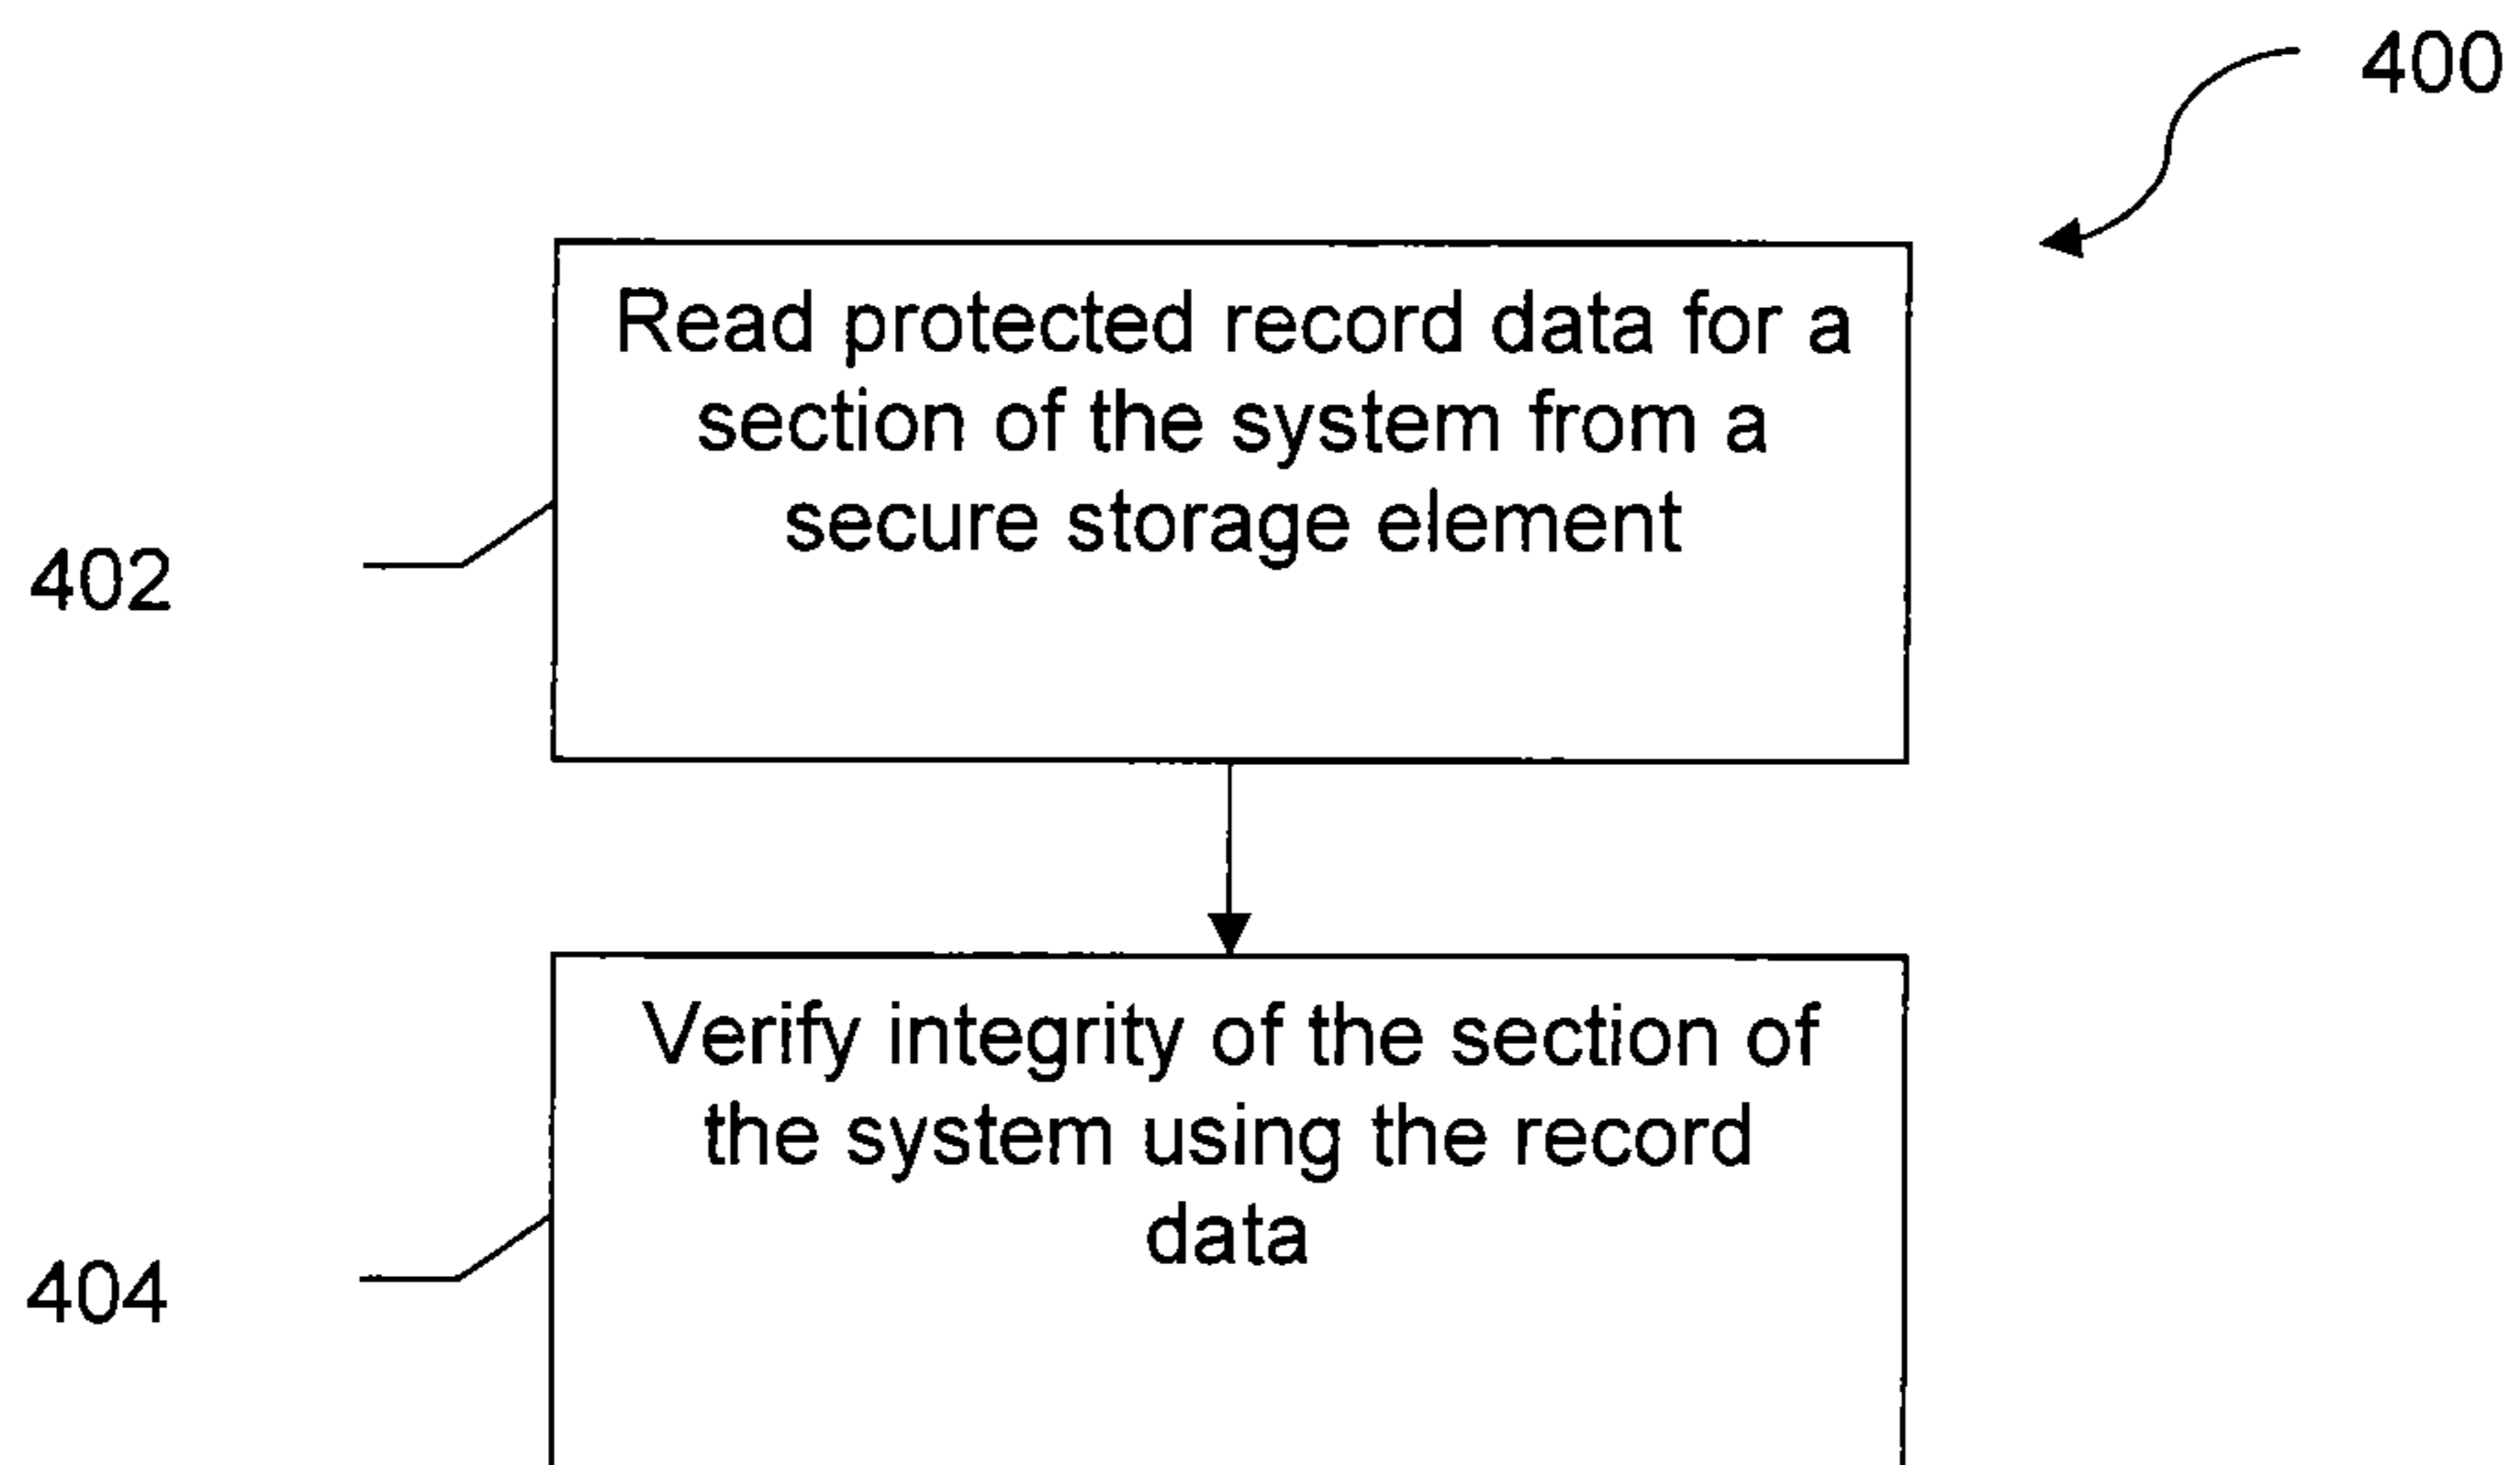 400
Read protected record data for a
section of the system from a
secure storage element
402
Verify integrity of the section of
the system using the record
data
404